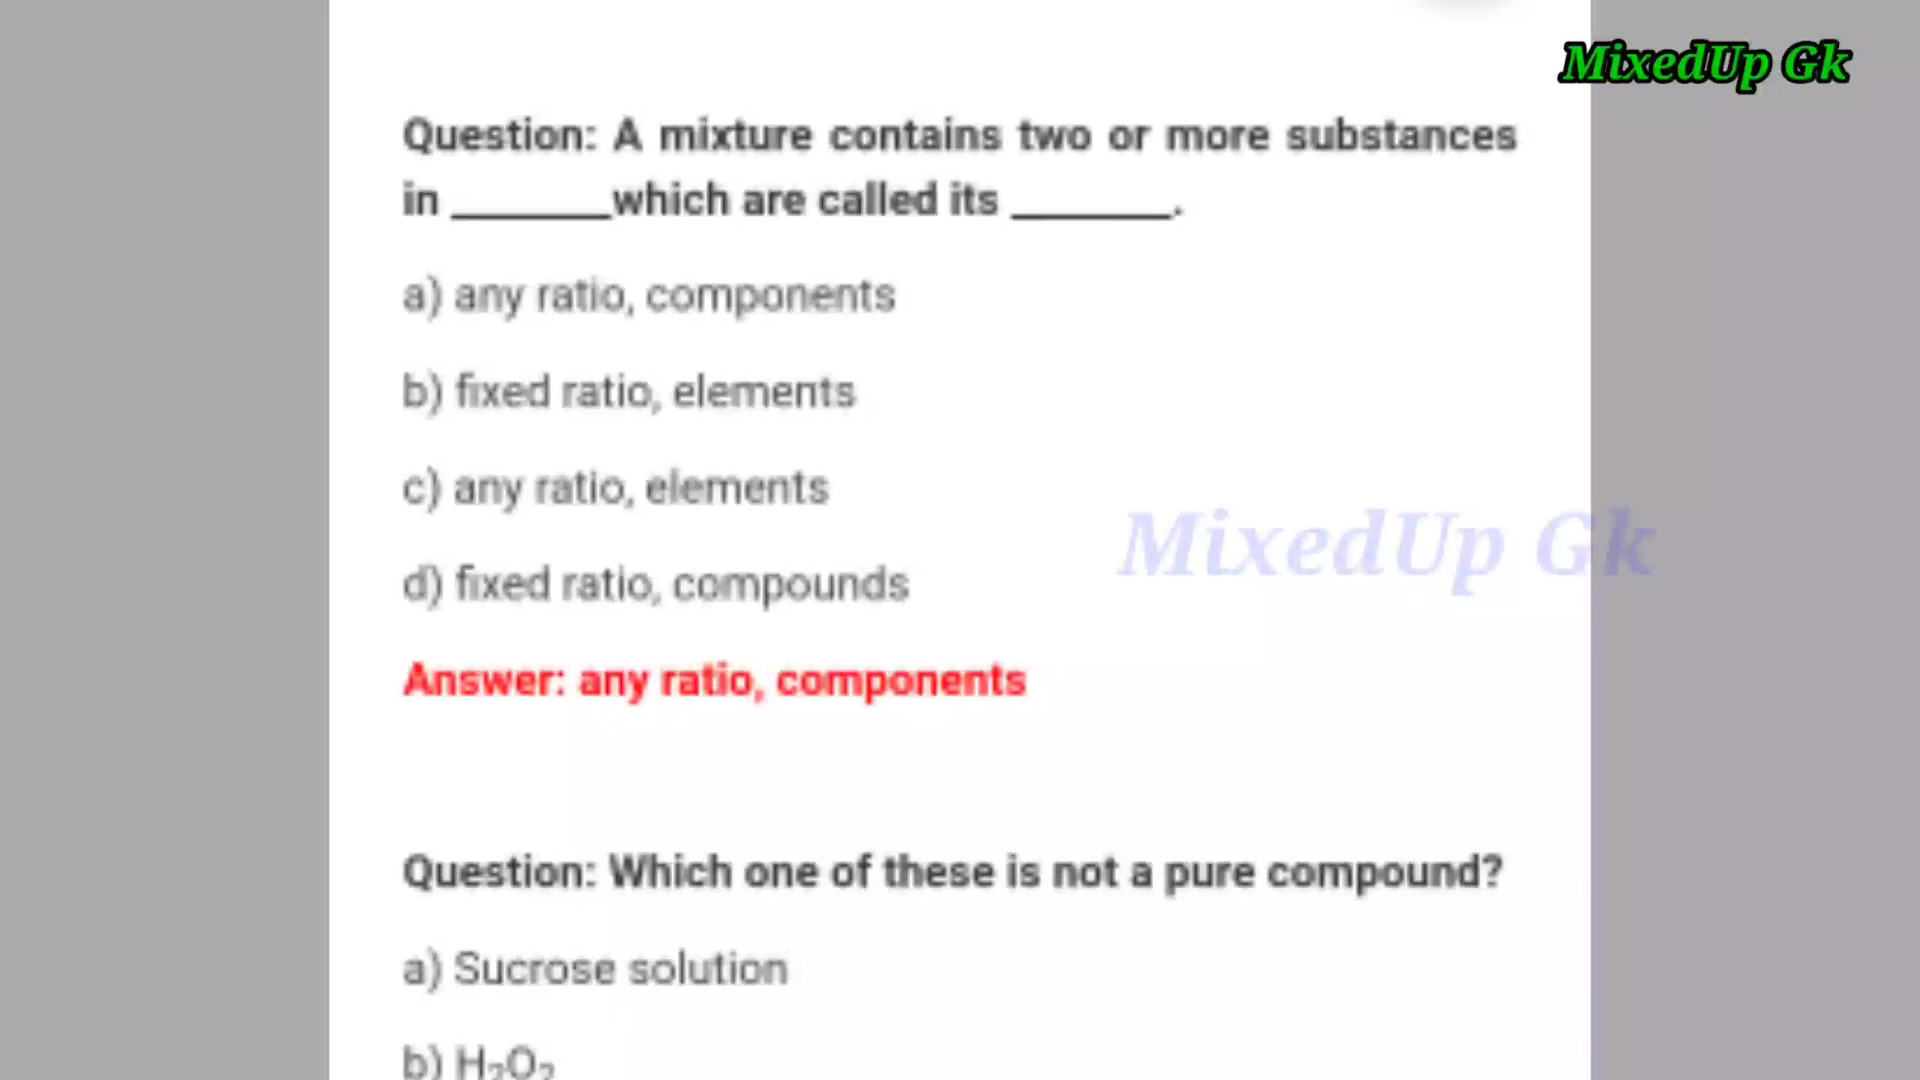 MixedUp Gk
Question: A mixture contains two or more substances
in _______which are called its _______.
a) any ratio, components
b) fixed ratio, elements
c) any ratio, elements
MixedUp Gk
d) fixed ratio, compounds
Answer: any ratio, components
Question: Which one of these is not a pure compound?
a) Sucrose solution
b) H₂O₂